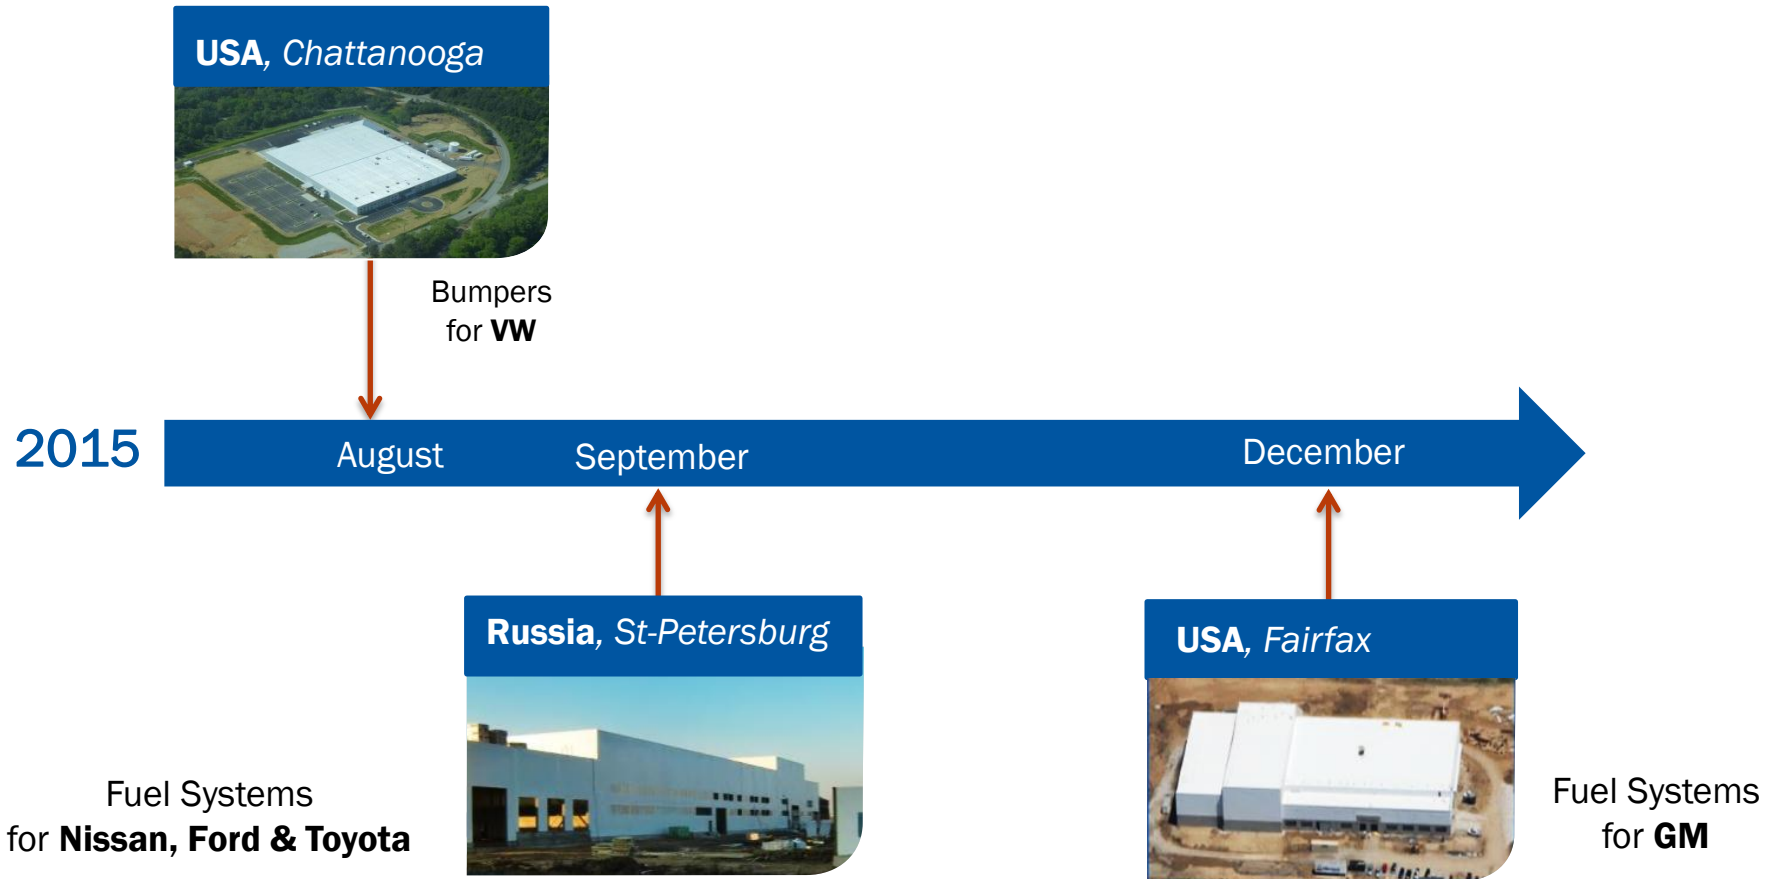 USA, Chattanooga
Bumpers
for VW
2015
August
September
December
Russia, St-Petersburg
USA, Fairfax
Fuel Systems
for Nissan, Ford & Toyota
Fuel Systems
for GM